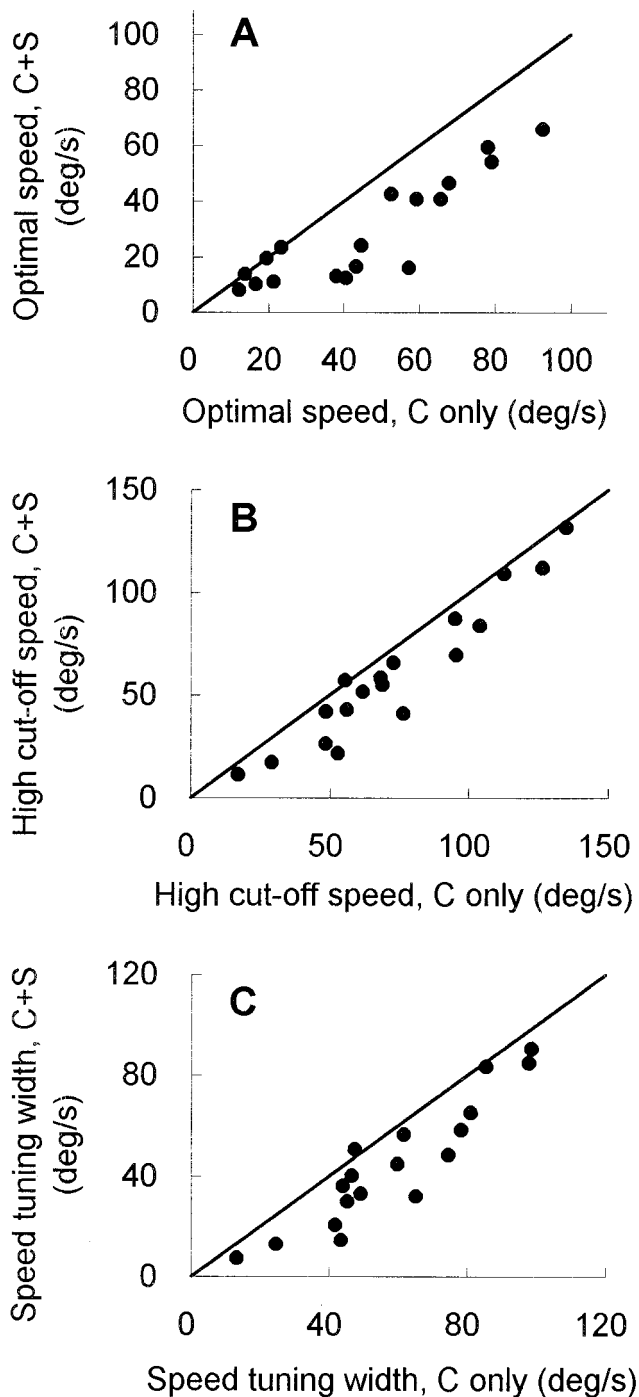 A
100
80
60
40
20
0
Optimal speed, C+S
(deg/s)
0 20 40 60 80 100
Optimal speed, C only (deg/s)
B
150
100
50
0
High cut-off speed, C+S
(deg/s)
0 50 100 150
High cut-off speed, C only (deg/s)
C
120
80
40
0
Speed tuning width, C+S
(deg/s)
0 40 80 120
Speed tuning width, C only (deg/s)